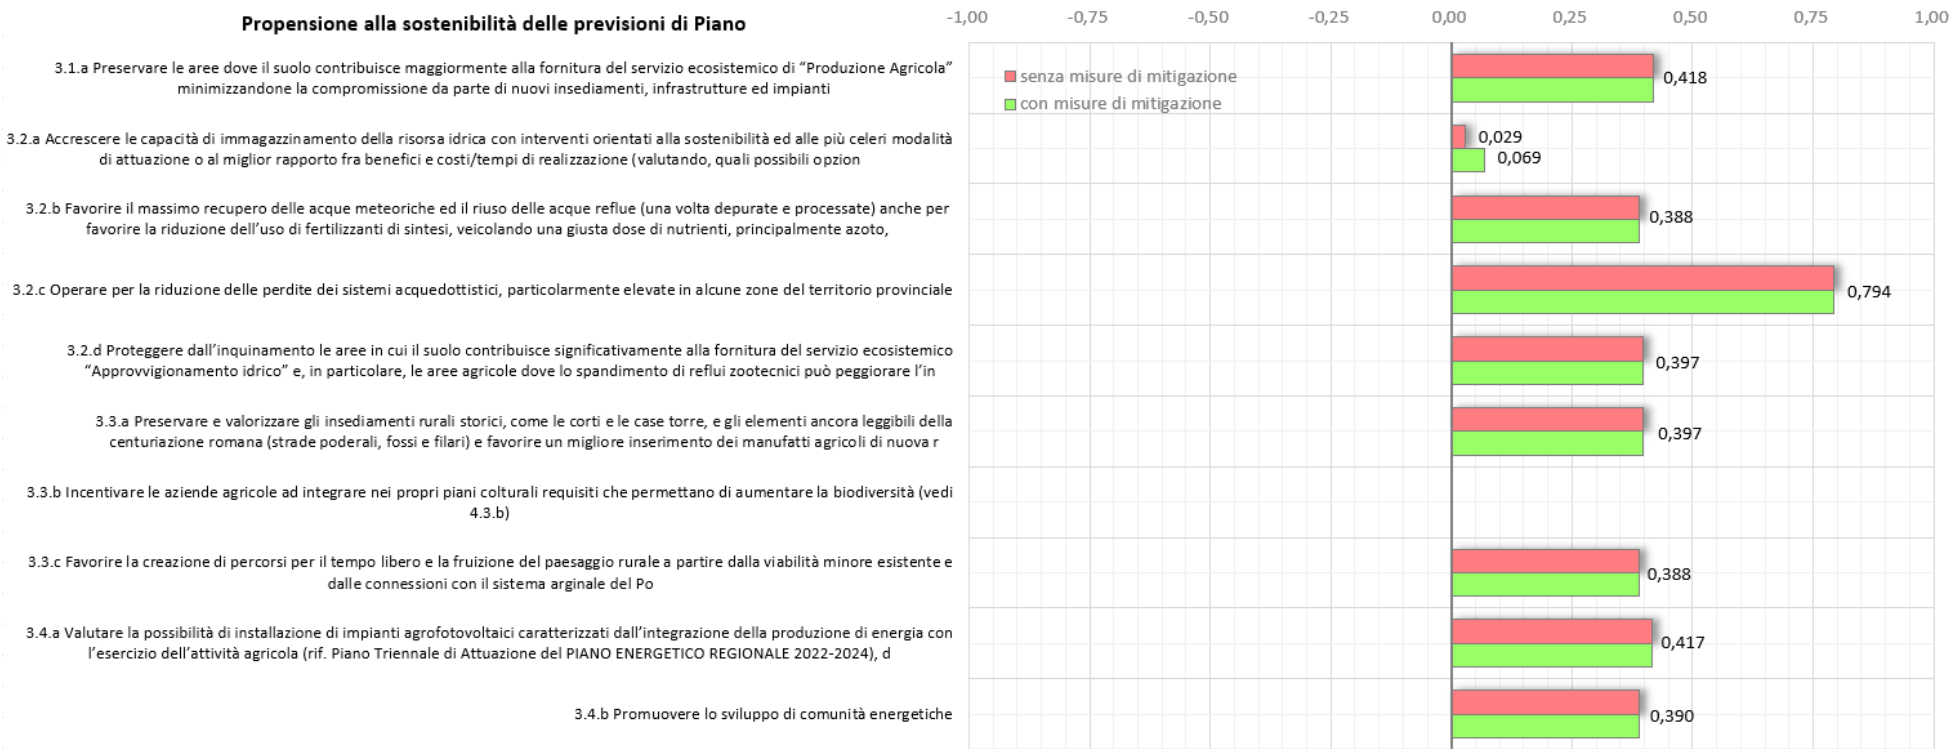 Propensione alla sostenibilità delle previsioni di Piano
-1,00 -0,75 -0,50 -0,25 0,00 0,25 0,50 0,75 1,00
senza misure di mitigazione
con misure di mitigazione
3.1.a Preservare le aree dove il suolo contribuisce maggiormente alla fornitura del servizio ecosistemico di “Produzione Agricola”
minimizzandone la compromissione da parte di nuovi insediamenti, infrastrutture ed impianti
0,418
3.2.a Accrescere le capacità di immagazzinamento della risorsa idrica con interventi orientati alla sostenibilità ed alle più celeri modalità
di attuazione o al miglior rapporto fra benefici e costi/tempi di realizzazione (valutando, quali possibili opzion
0,029
0,069
3.2.b Favorire il massimo recupero delle acque meteoriche ed il riuso delle acque reflue (una volta depurate e processate) anche per
favorire la riduzione dell’uso di fertilizzanti di sintesi, veicolando una giusta dose di nutrienti, principalmente azoto,
0,388
3.2.c Operare per la riduzione delle perdite dei sistemi acquedottistici, particolarmente elevate in alcune zone del territorio provinciale
0,794
3.2.d Proteggere dall’inquinamento le aree in cui il suolo contribuisce significativamente alla fornitura del servizio ecosistemico
“Approvvigionamento idrico” e, in particolare, le aree agricole dove lo spandimento di reflui zootecnici può peggiorare l’in
0,397
3.3.a Preservare e valorizzare gli insediamenti rurali storici, come le corti e le case torre, e gli elementi ancora leggibili della
centuriazione romana (strade poderali, fossi e filari) e favorire un migliore inserimento dei manufatti agricoli di nuova r
0,397
3.3.b Incentivare le aziende agricole ad integrare nei propri piani colturali requisiti che permettano di aumentare la biodiversità (vedi
4.3.b)
3.3.c Favorire la creazione di percorsi per il tempo libero e la fruizione del paesaggio rurale a partire dalla viabilità minore esistente e
dalle connessioni con il sistema arginale del Po
0,388
3.4.a Valutare la possibilità di installazione di impianti agrofotovoltaici caratterizzati dall’integrazione della produzione di energia con
l’esercizio dell’attività agricola (rif. Piano Triennale di Attuazione del PIANO ENERGETICO REGIONALE 2022-2024), d
0,417
3.4.b Promuovere lo sviluppo di comunità energetiche
0,390